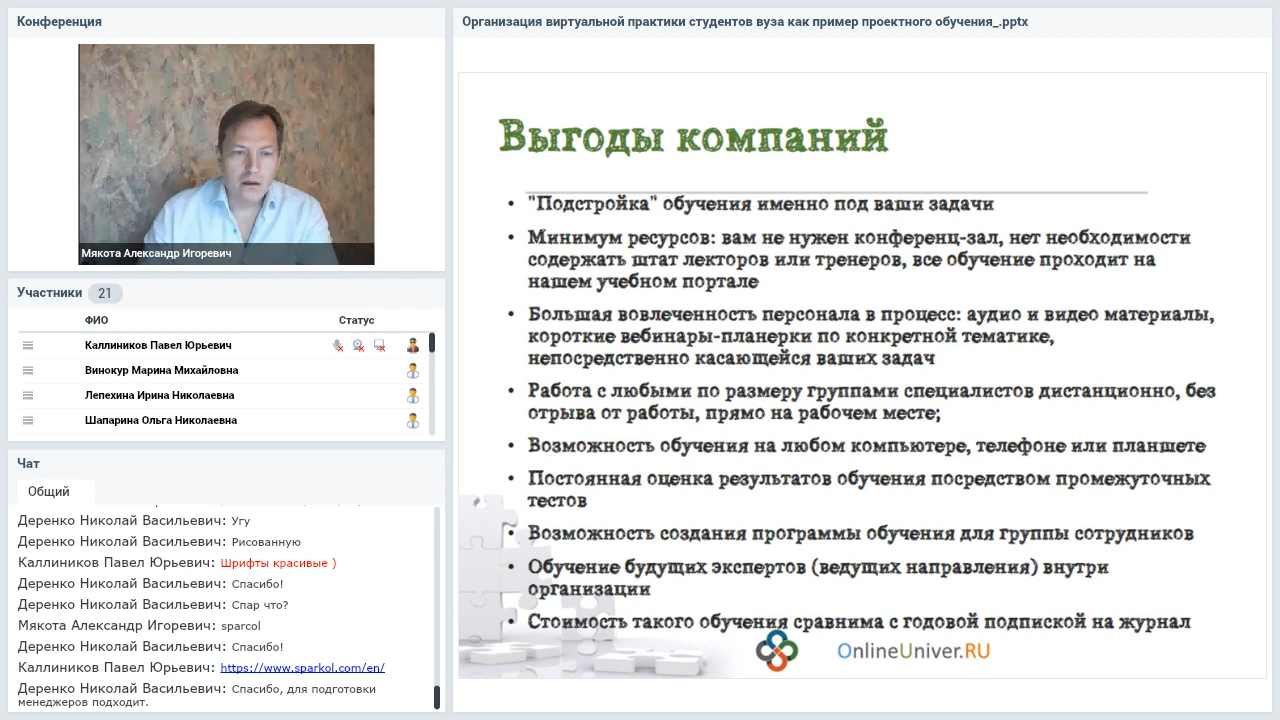 Конференция
Мякота Александр Игоревич
Участники 21
ФИО Статус
Каллиников Павел Юрьевич
Винокур Марина Михайловна
Лепехина Ирина Николаевна
Шапарина Ольга Николаевна
Чат
Общий
Деренко Николай Васильевич: Угу
Деренко Николай Васильевич: Рисованную
Каллиников Павел Юрьевич: Шрифты красивые )
Деренко Николай Васильевич: Спасибо!
Деренко Николай Васильевич: Спар что?
Мякота Александр Игоревич: sparcol
Деренко Николай Васильевич: Спасибо!
Каллиников Павел Юрьевич: https://www.sparkol.com/en/
Деренко Николай Васильевич: Спасибо, для подготовки
менеджеров подходит.
Организация виртуальной практики студентов вуза как пример проектного обучения_.pptx
Выгоды компаний
• "Подстройка" обучения именно под ваши задачи
• Минимум ресурсов: вам не нужен конференц-зал, нет необходимости
содержать штат лекторов или тренеров, все обучение проходит на
нашем учебном портале
• Большая вовлеченность персонала в процесс: аудио и видео материалы,
короткие вебинары-планерки по конкретной тематике,
непосредственно касающейся ваших задач
• Работа с любыми по размеру группами специалистов дистанционно, без
отрыва от работы, прямо на рабочем месте;
• Возможность обучения на любом компьютере, телефоне или планшете
• Постоянная оценка результатов обучения посредством промежуточных
тестов
• Возможность создания программы обучения для группы сотрудников
• Обучение будущих экспертов (ведущих направления) внутри
организации
• Стоимость такого обучения сравнима с годовой подпиской на журнал
OnlineUniver.RU